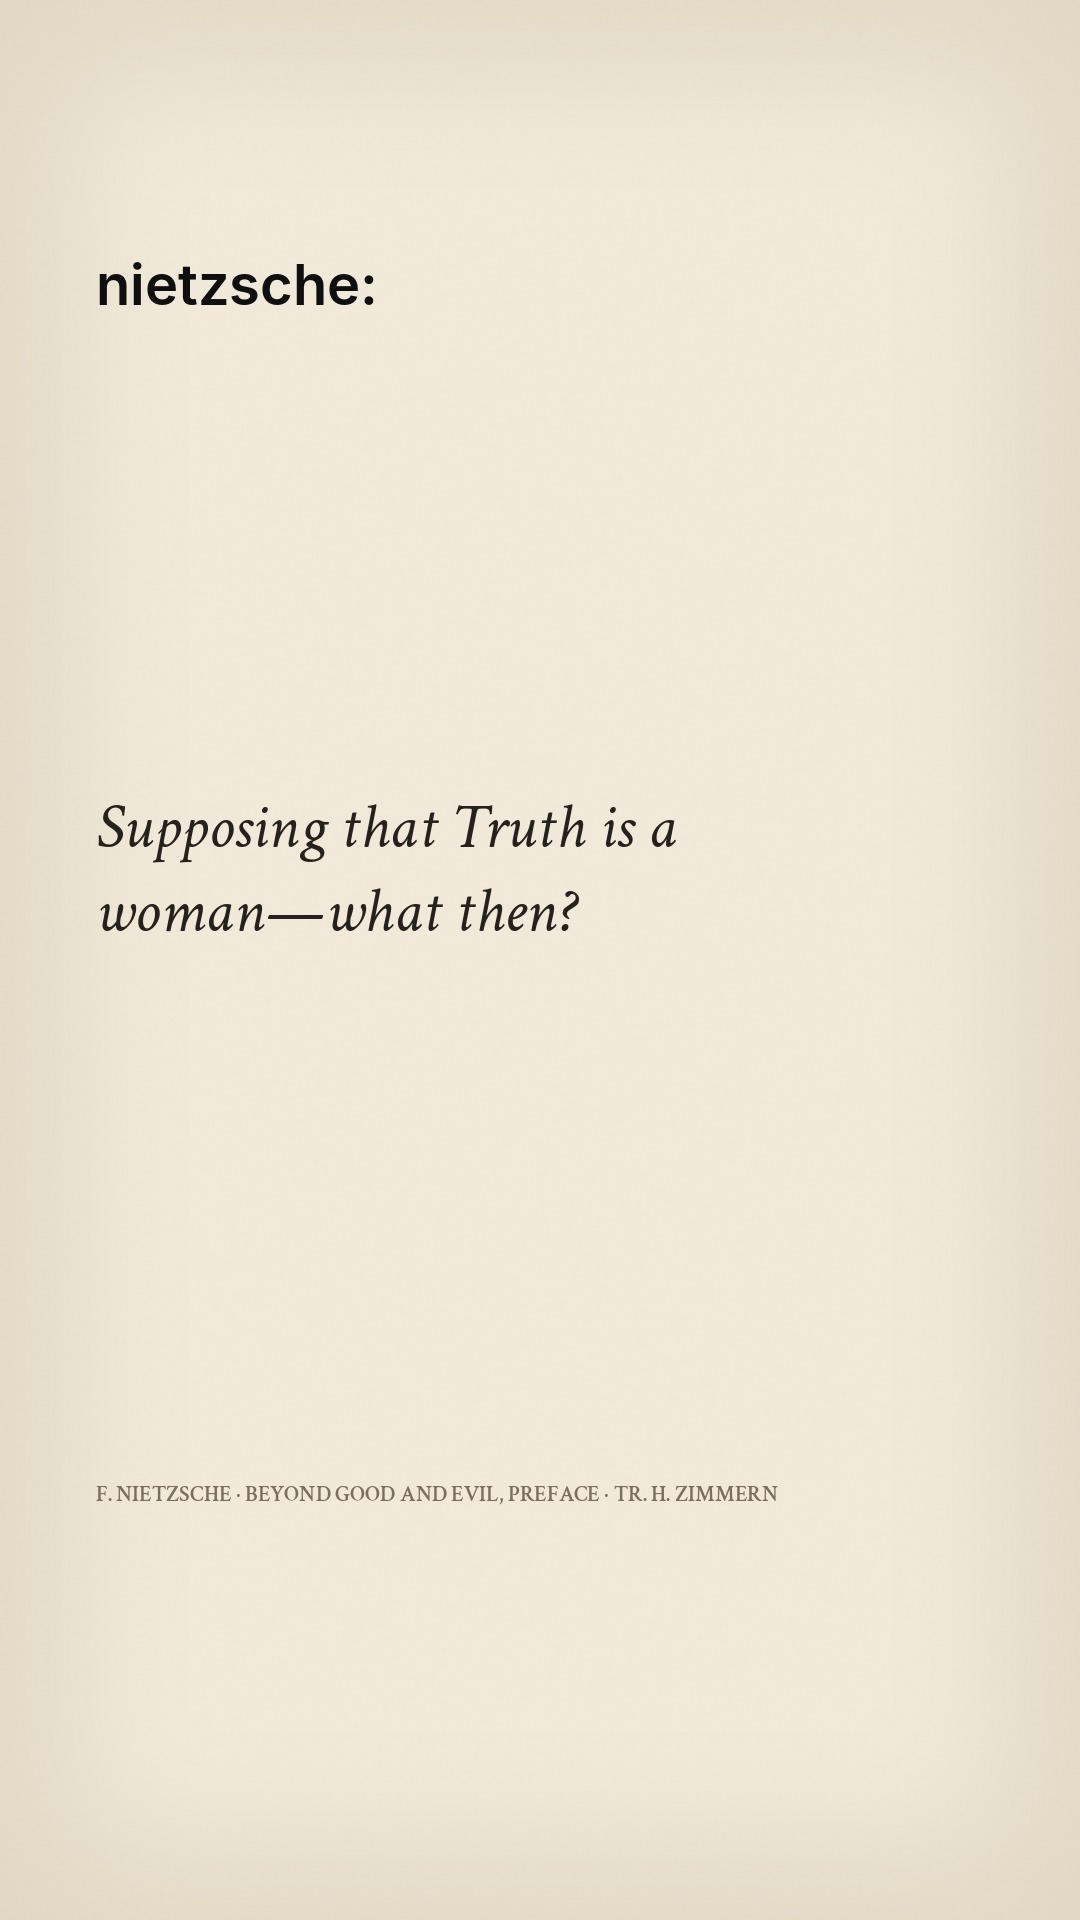 nietzsche:
Supposing that Truth is a
woman—what then?
F. NIETZSCHE · BEYOND GOOD AND EVIL, PREFACE · TR. H. ZIMMERN